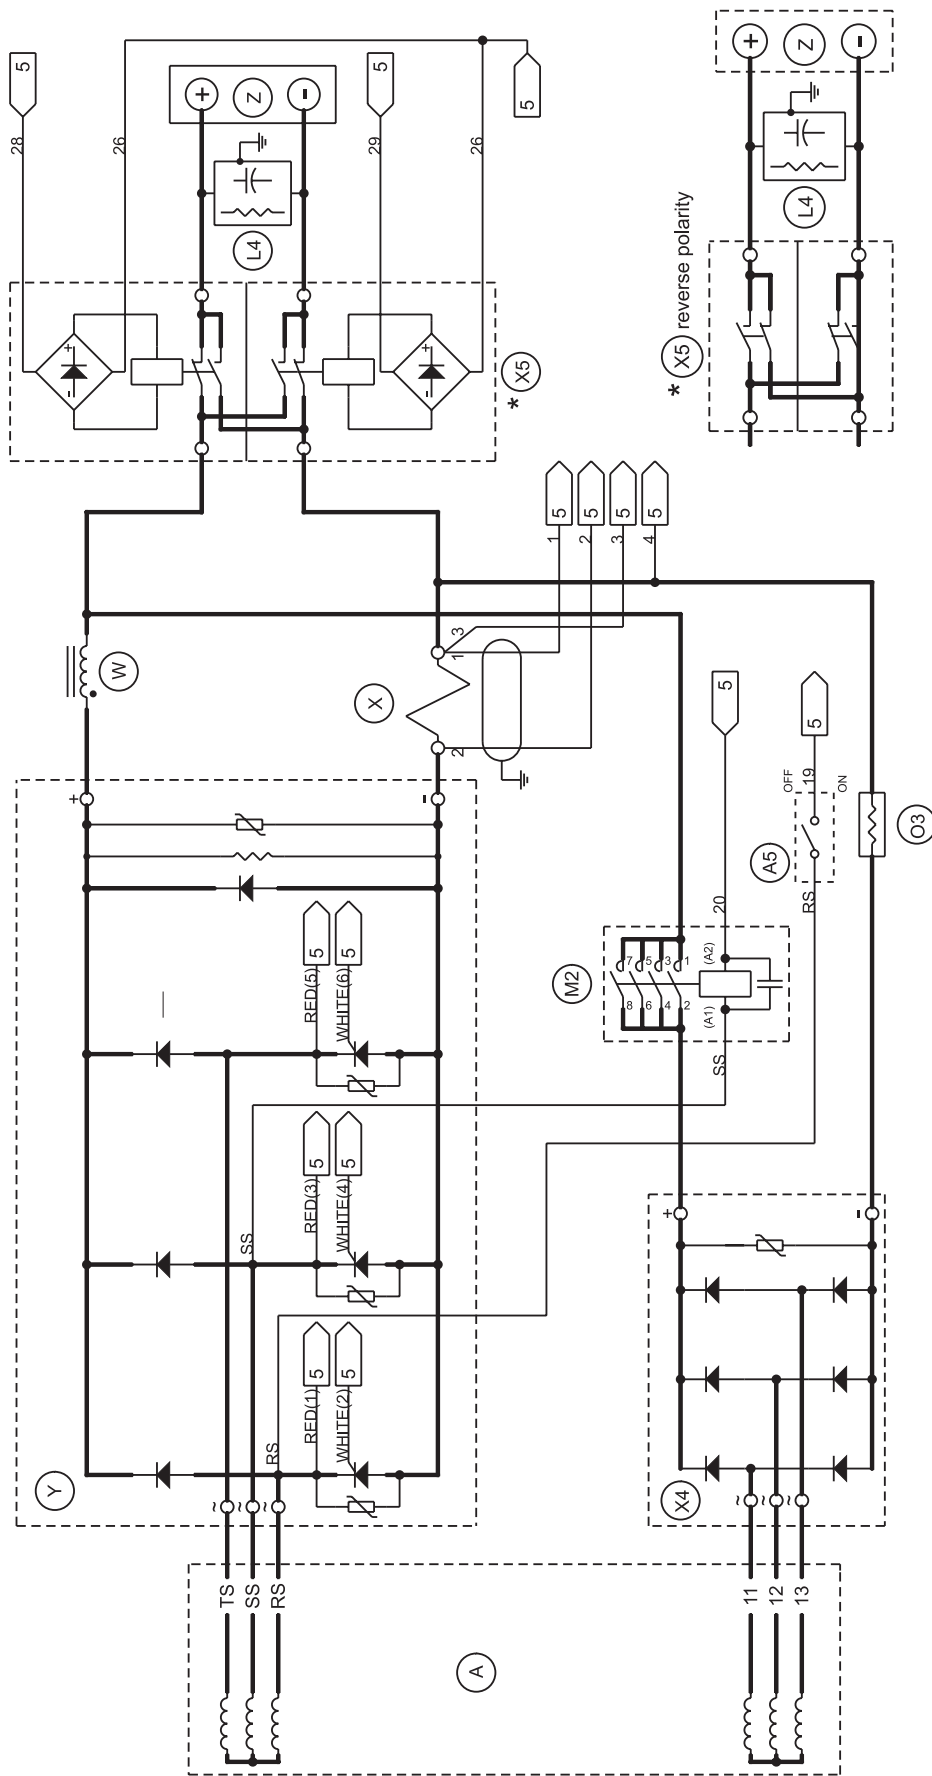 5
28
26
+
Z
-
5
29
26
5
L4
+
Z
-
L4
* X5 reverse polarity
+
-
+
-
* X5
W
X
3
1
2
1
5
2
5
3
5
4
5
+
-
5
20
5
19
OFF
ON
A5
RS
O3
M2
7
5
3
1
8
6
4
2
(A2)
(A1)
SS
5
RED(5)
5
WHITE(6)
SS
5
RED(3)
5
WHITE(4)
RS
5
RED(1)
5
WHITE(2)
Y
~
~
~
TS
SS
RS
+
-
X4
~
~
~
11
12
13
A